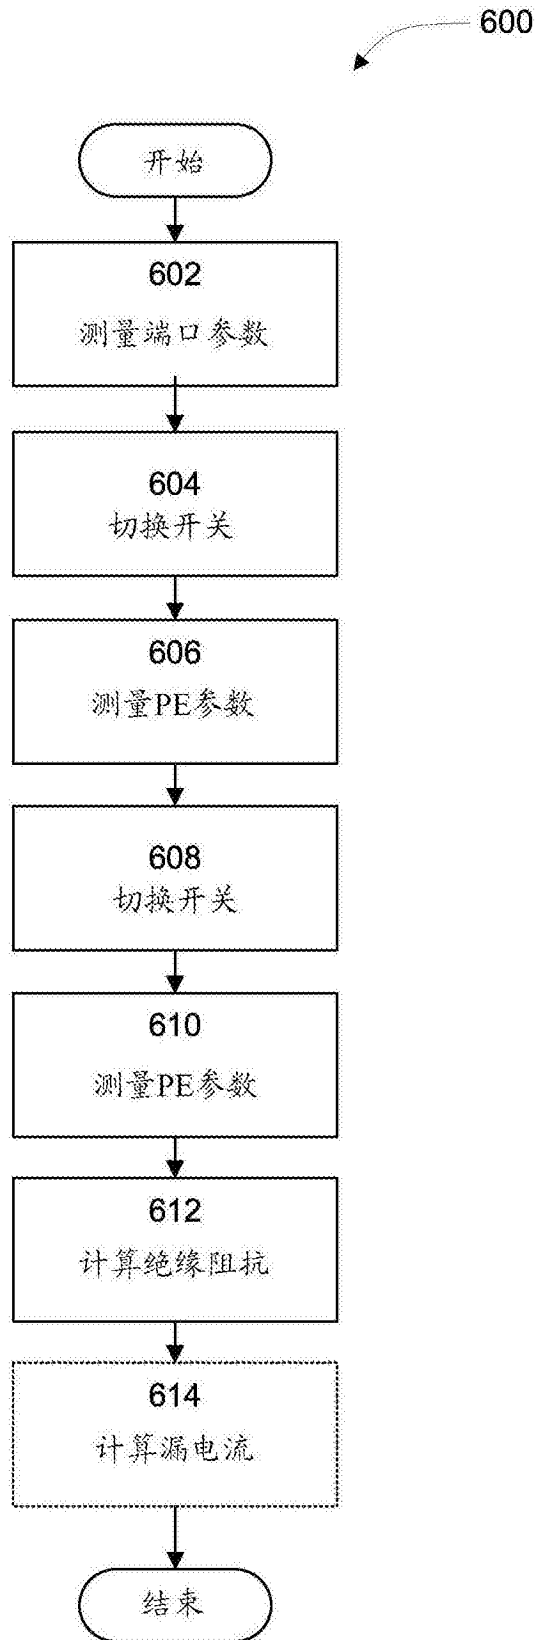 600
开始
602
测量端口参数
604
切换开关
606
测量PE参数
608
切换开关
610
测量PE参数
612
计算绝缘阻抗
614
计算漏电流
结束